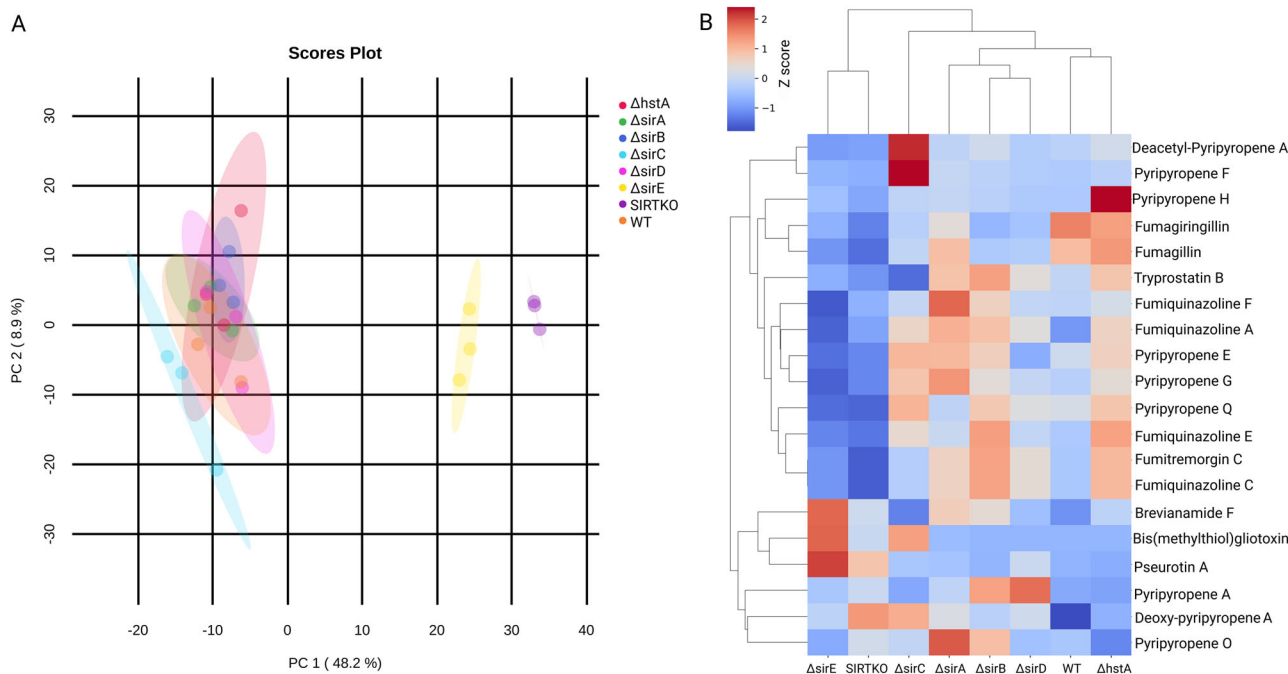 A
Scores Plot
30
20
10
0
-10
-20
-30
PC 2 ( 8.9 %)
-20
-10
0
10
20
30
40
PC 1 ( 48.2 %)
ΔhstA
ΔsirA
ΔsirB
ΔsirC
ΔsirD
ΔsirE
SIRTKO
WT
B
2
1
0
−1
Z score
Deacetyl-Pyripyropene A
Pyripyropene F
Pyripyropene H
Fumagiringillin
Fumagillin
Tryprostatin B
Fumiquinazoline F
Fumiquinazoline A
Pyripyropene E
Pyripyropene G
Pyripyropene Q
Fumiquinazoline E
Fumitremorgin C
Fumiquinazoline C
Brevianamide F
Bis(methylthiol)gliotoxin
Pseurotin A
Pyripyropene A
Deoxy-pyripyropene A
Pyripyropene O
ΔsirE SIRTKO ΔsirC ΔsirA ΔsirB ΔsirD WT ΔhstA